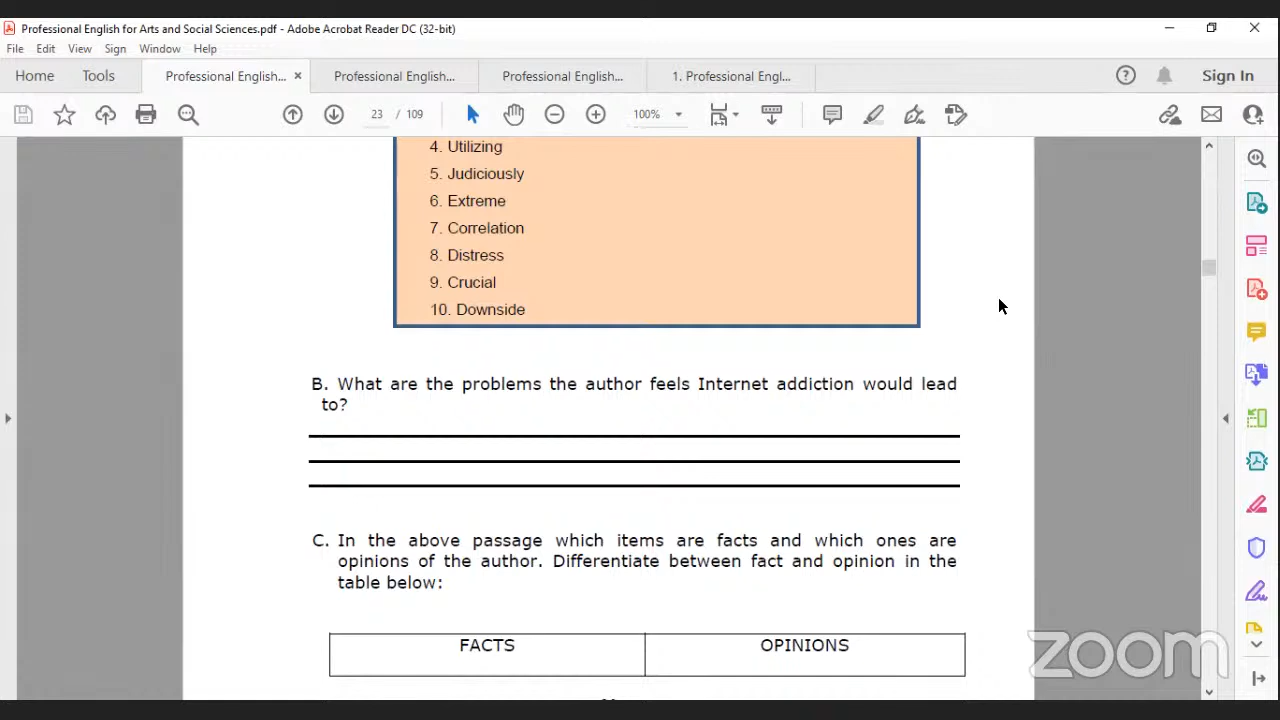 Professional English for Arts and Social Sciences.pdf - Adobe Acrobat Reader DC (32-bit)
File Edit View Sign Window Help
Home Tools Professional English... × Professional English... Professional English... 1. Professional Engl... Sign In
23 / 109 100%
4. Utilizing
5. Judiciously
6. Extreme
7. Correlation
8. Distress
9. Crucial
10. Downside
B. What are the problems the author feels Internet addiction would lead
to?
C. In the above passage which items are facts and which ones are
opinions of the author. Differentiate between fact and opinion in the
table below:
FACTS OPINIONS
zoom